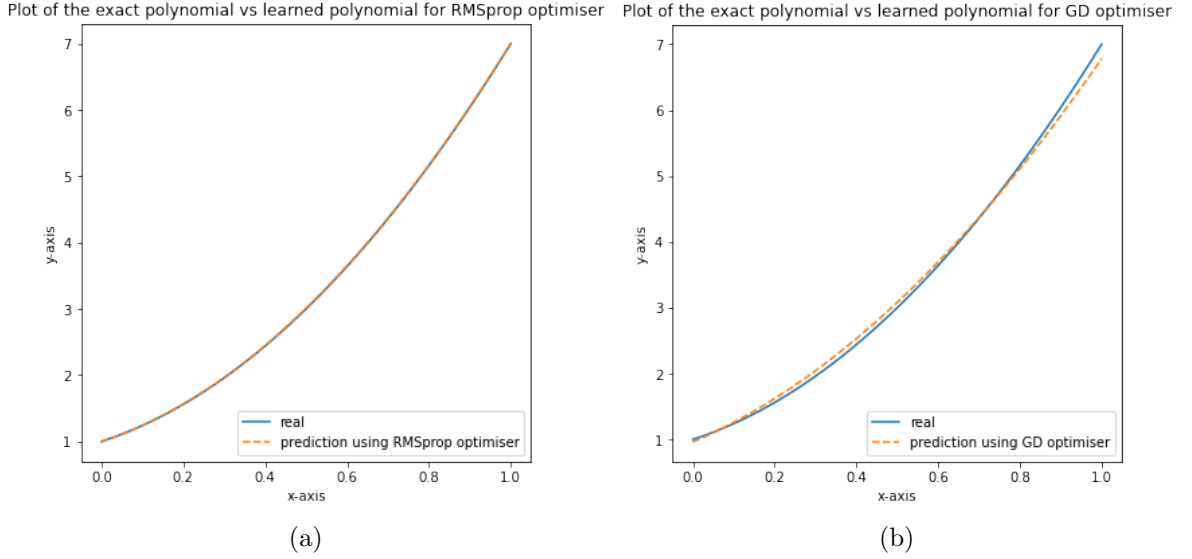 Plot of the exact polynomial vs learned polynomial for RMSprop optimiser
7
6
5
4
3
2
1
y-axis
0.0 0.2 0.4 0.6 0.8 1.0
x-axis
real
prediction using RMSprop optimiser
(a)
Plot of the exact polynomial vs learned polynomial for GD optimiser
7
6
5
4
3
2
1
y-axis
0.0 0.2 0.4 0.6 0.8 1.0
x-axis
real
prediction using GD optimiser
(b)